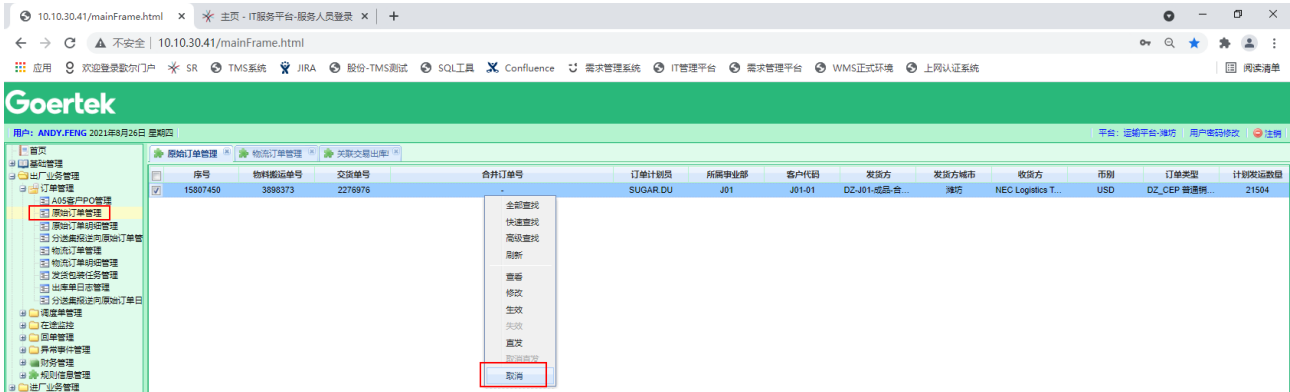 10.10.30.41/mainFrame.html × 主页 - IT服务平台-服务人员登录 × +
不安全 | 10.10.30.41/mainFrame.html
应用 欢迎登录歌尔门户 SR TMS系统 JIRA 股份-TMS测试 SQL工具 Confluence 需求管理系统 IT管理平台 需求管理平台 WMS正式环境 上网认证系统 阅读清单
Goertek
用户: ANDY.FENG 2021年8月26日 星期四 平台: 运输平台-潍坊 用户密码修改 注销
首页
基础管理
出厂业务管理
订单管理
A05客户PO管理
原始订单管理
原始订单明细管理
分送集报送向原始订单管
物流订单管理
物流订单明细管理
发货包装任务管理
出库单日志管理
分送集报送向原始订单日
调度单管理
在途监控
回单管理
异常事件管理
财务管理
规则信息管理
进厂业务管理
原始订单管理 物流订单管理 关联交易出库
序号 物料搬运单号 交货单号 合并订单号 订单计划员 所属事业部 客户代码 发货方 发货方城市 收货方 币别 订单类型 计划发运数量
15807450 3898373 2276976 - SUGAR.DU J01 J01-01 DZ-J01-成品-合... 潍坊 NEC Logistics T... USD DZ_CEP 普通销... 21504
全部查找
快速查找
高级查找
刷新
查看
修改
生效
失效
直发
取消直发
取消